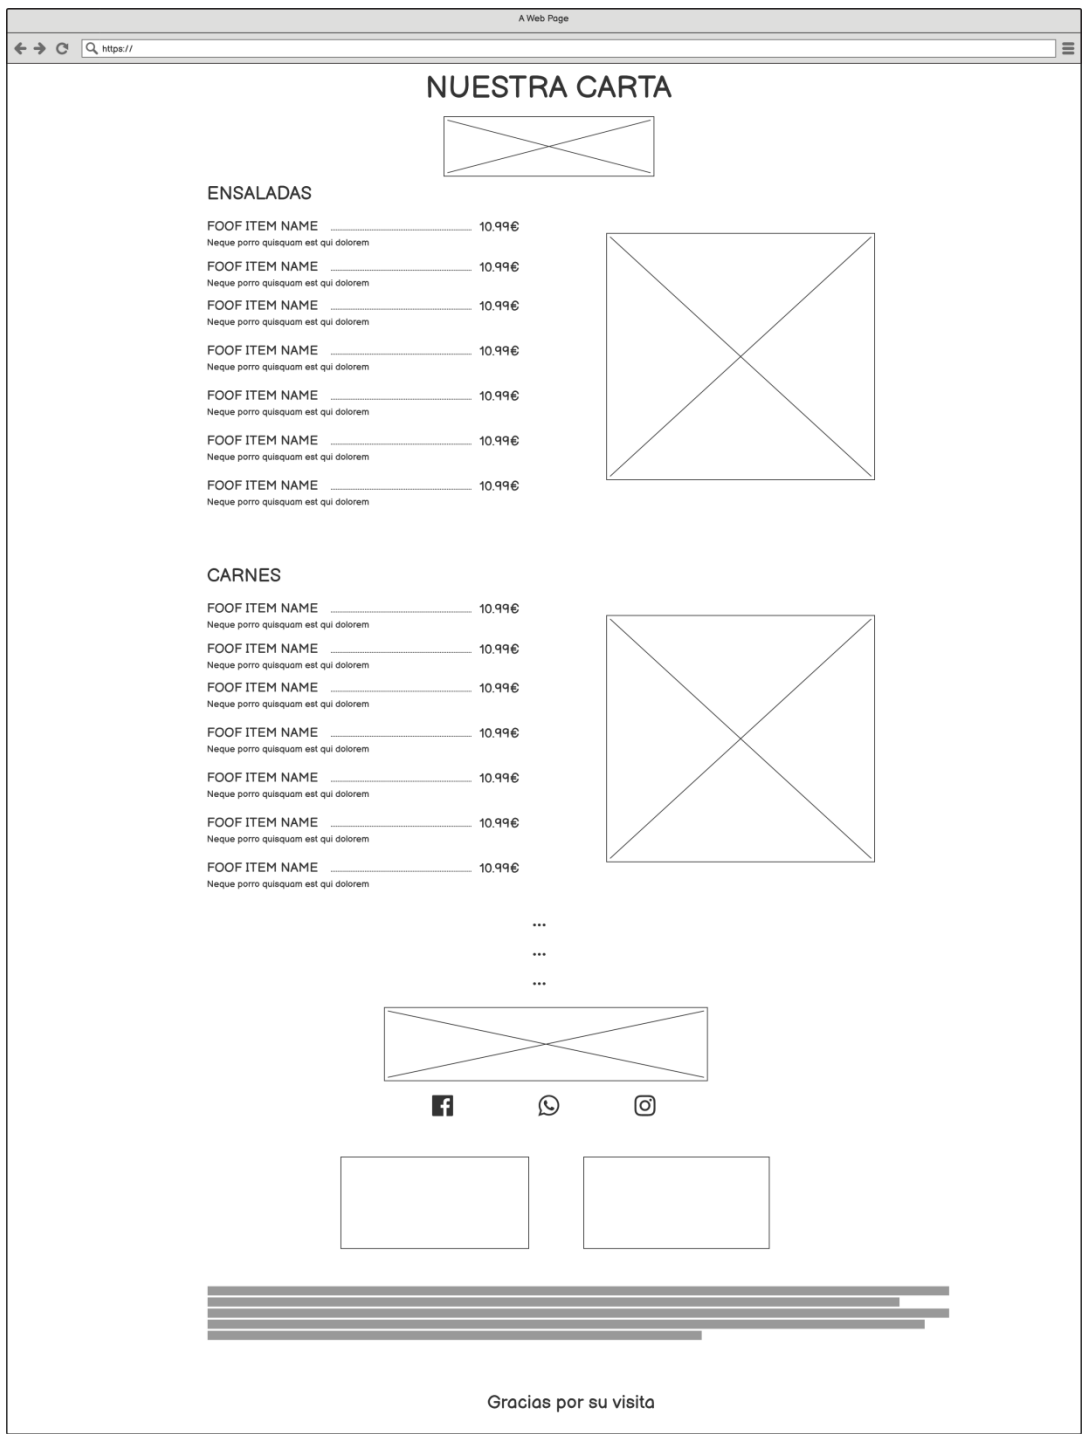 A Web Page
https://
NUESTRA CARTA
ENSALADAS
FOOF ITEM NAME 10.99€
Neque porro quisquam est qui dolorem
FOOF ITEM NAME 10.99€
Neque porro quisquam est qui dolorem
FOOF ITEM NAME 10.99€
Neque porro quisquam est qui dolorem
FOOF ITEM NAME 10.99€
Neque porro quisquam est qui dolorem
FOOF ITEM NAME 10.99€
Neque porro quisquam est qui dolorem
FOOF ITEM NAME 10.99€
Neque porro quisquam est qui dolorem
FOOF ITEM NAME 10.99€
Neque porro quisquam est qui dolorem
CARNES
FOOF ITEM NAME 10.99€
Neque porro quisquam est qui dolorem
FOOF ITEM NAME 10.99€
Neque porro quisquam est qui dolorem
FOOF ITEM NAME 10.99€
Neque porro quisquam est qui dolorem
FOOF ITEM NAME 10.99€
Neque porro quisquam est qui dolorem
FOOF ITEM NAME 10.99€
Neque porro quisquam est qui dolorem
FOOF ITEM NAME 10.99€
Neque porro quisquam est qui dolorem
FOOF ITEM NAME 10.99€
Neque porro quisquam est qui dolorem
...
...
...
Gracias por su visita